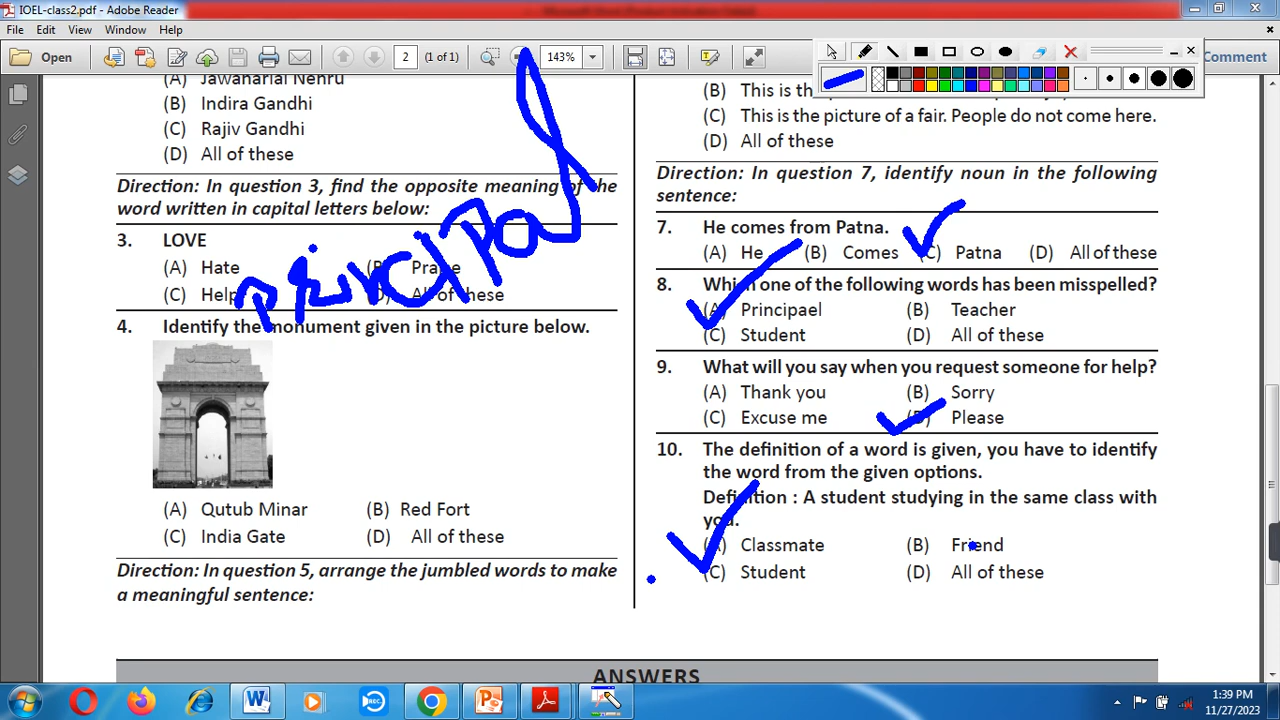 IOEL-class2.pdf - Adobe Reader
File Edit View Window Help
Open
2 (1 of 1)
143%
Comment
(A) Jawaharlal Nehru
(B) Indira Gandhi
(C) Rajiv Gandhi
(D) All of these
Direction: In question 3, find the opposite meaning of the
word written in capital letters below:
3. LOVE
(A) Hate
(C) Help
(D) All of these
principal
4. Identify the monument given in the picture below.
(A) Qutub Minar (B) Red Fort
(C) India Gate (D) All of these
Direction: In question 5, arrange the jumbled words to make
a meaningful sentence:
(B) This is the
(C) This is the picture of a fair. People do not come here.
(D) All of these
Direction: In question 7, identify noun in the following
sentence:
7. He comes from Patna.
(A) He (B) Comes (C) Patna (D) All of these
8. Which one of the following words has been misspelled?
(A) Principael (B) Teacher
(C) Student (D) All of these
9. What will you say when you request someone for help?
(A) Thank you (B) Sorry
(C) Excuse me (D) Please
10. The definition of a word is given, you have to identify
the word from the given options.
Definition : A student studying in the same class with
you.
(A) Classmate (B) Friend
(C) Student (D) All of these
ANSWERS
1:39 PM
11/27/2023